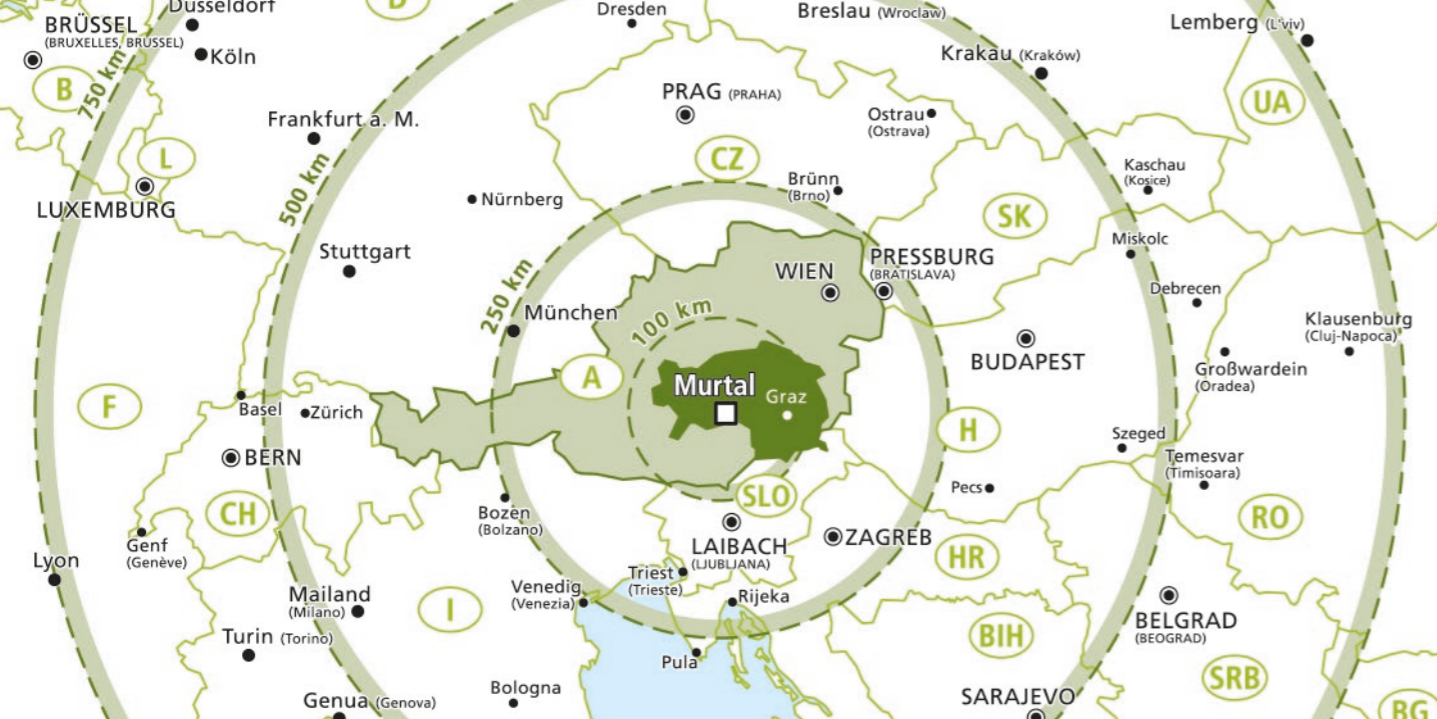 Düsseldorf
D
Dresden
Breslau (Wroclaw)
Lemberg (L'viv)
BRÜSSEL
(BRUXELLES, BRÜSSEL)
Köln
Krakau (Kraków)
B
750 km
PRAG (PRAHA)
Ostrau
(Ostrava)
UA
Frankfurt a. M.
L
CZ
Kaschau
(Kosice)
LUXEMBURG
500 km
Nürnberg
Brünn
(Brno)
SK
Stuttgart
Miskolc
WIEN
PRESSBURG
(BRATISLAVA)
250 km
München
100 km
Debrecen
Klausenburg
(Cluj-Napoca)
BUDAPEST
Großwardein
(Oradea)
A
Murtal
Graz
F
Basel
Zürich
H
Szeged
BERN
Temesvar
(Timisoara)
Pecs
SLO
CH
Bozen
(Bolzano)
RO
Genf
(Genève)
LAIBACH
(LJUBLJANA)
ZAGREB
HR
Lyon
Triest
(Trieste)
Venedig
(Venezia)
Rijeka
Mailand
(Milano)
I
BELGRAD
(BEOGRAD)
Turin (Torino)
BIH
Pula
SRB
Bologna
Genua (Genova)
SARAJEVO
BG